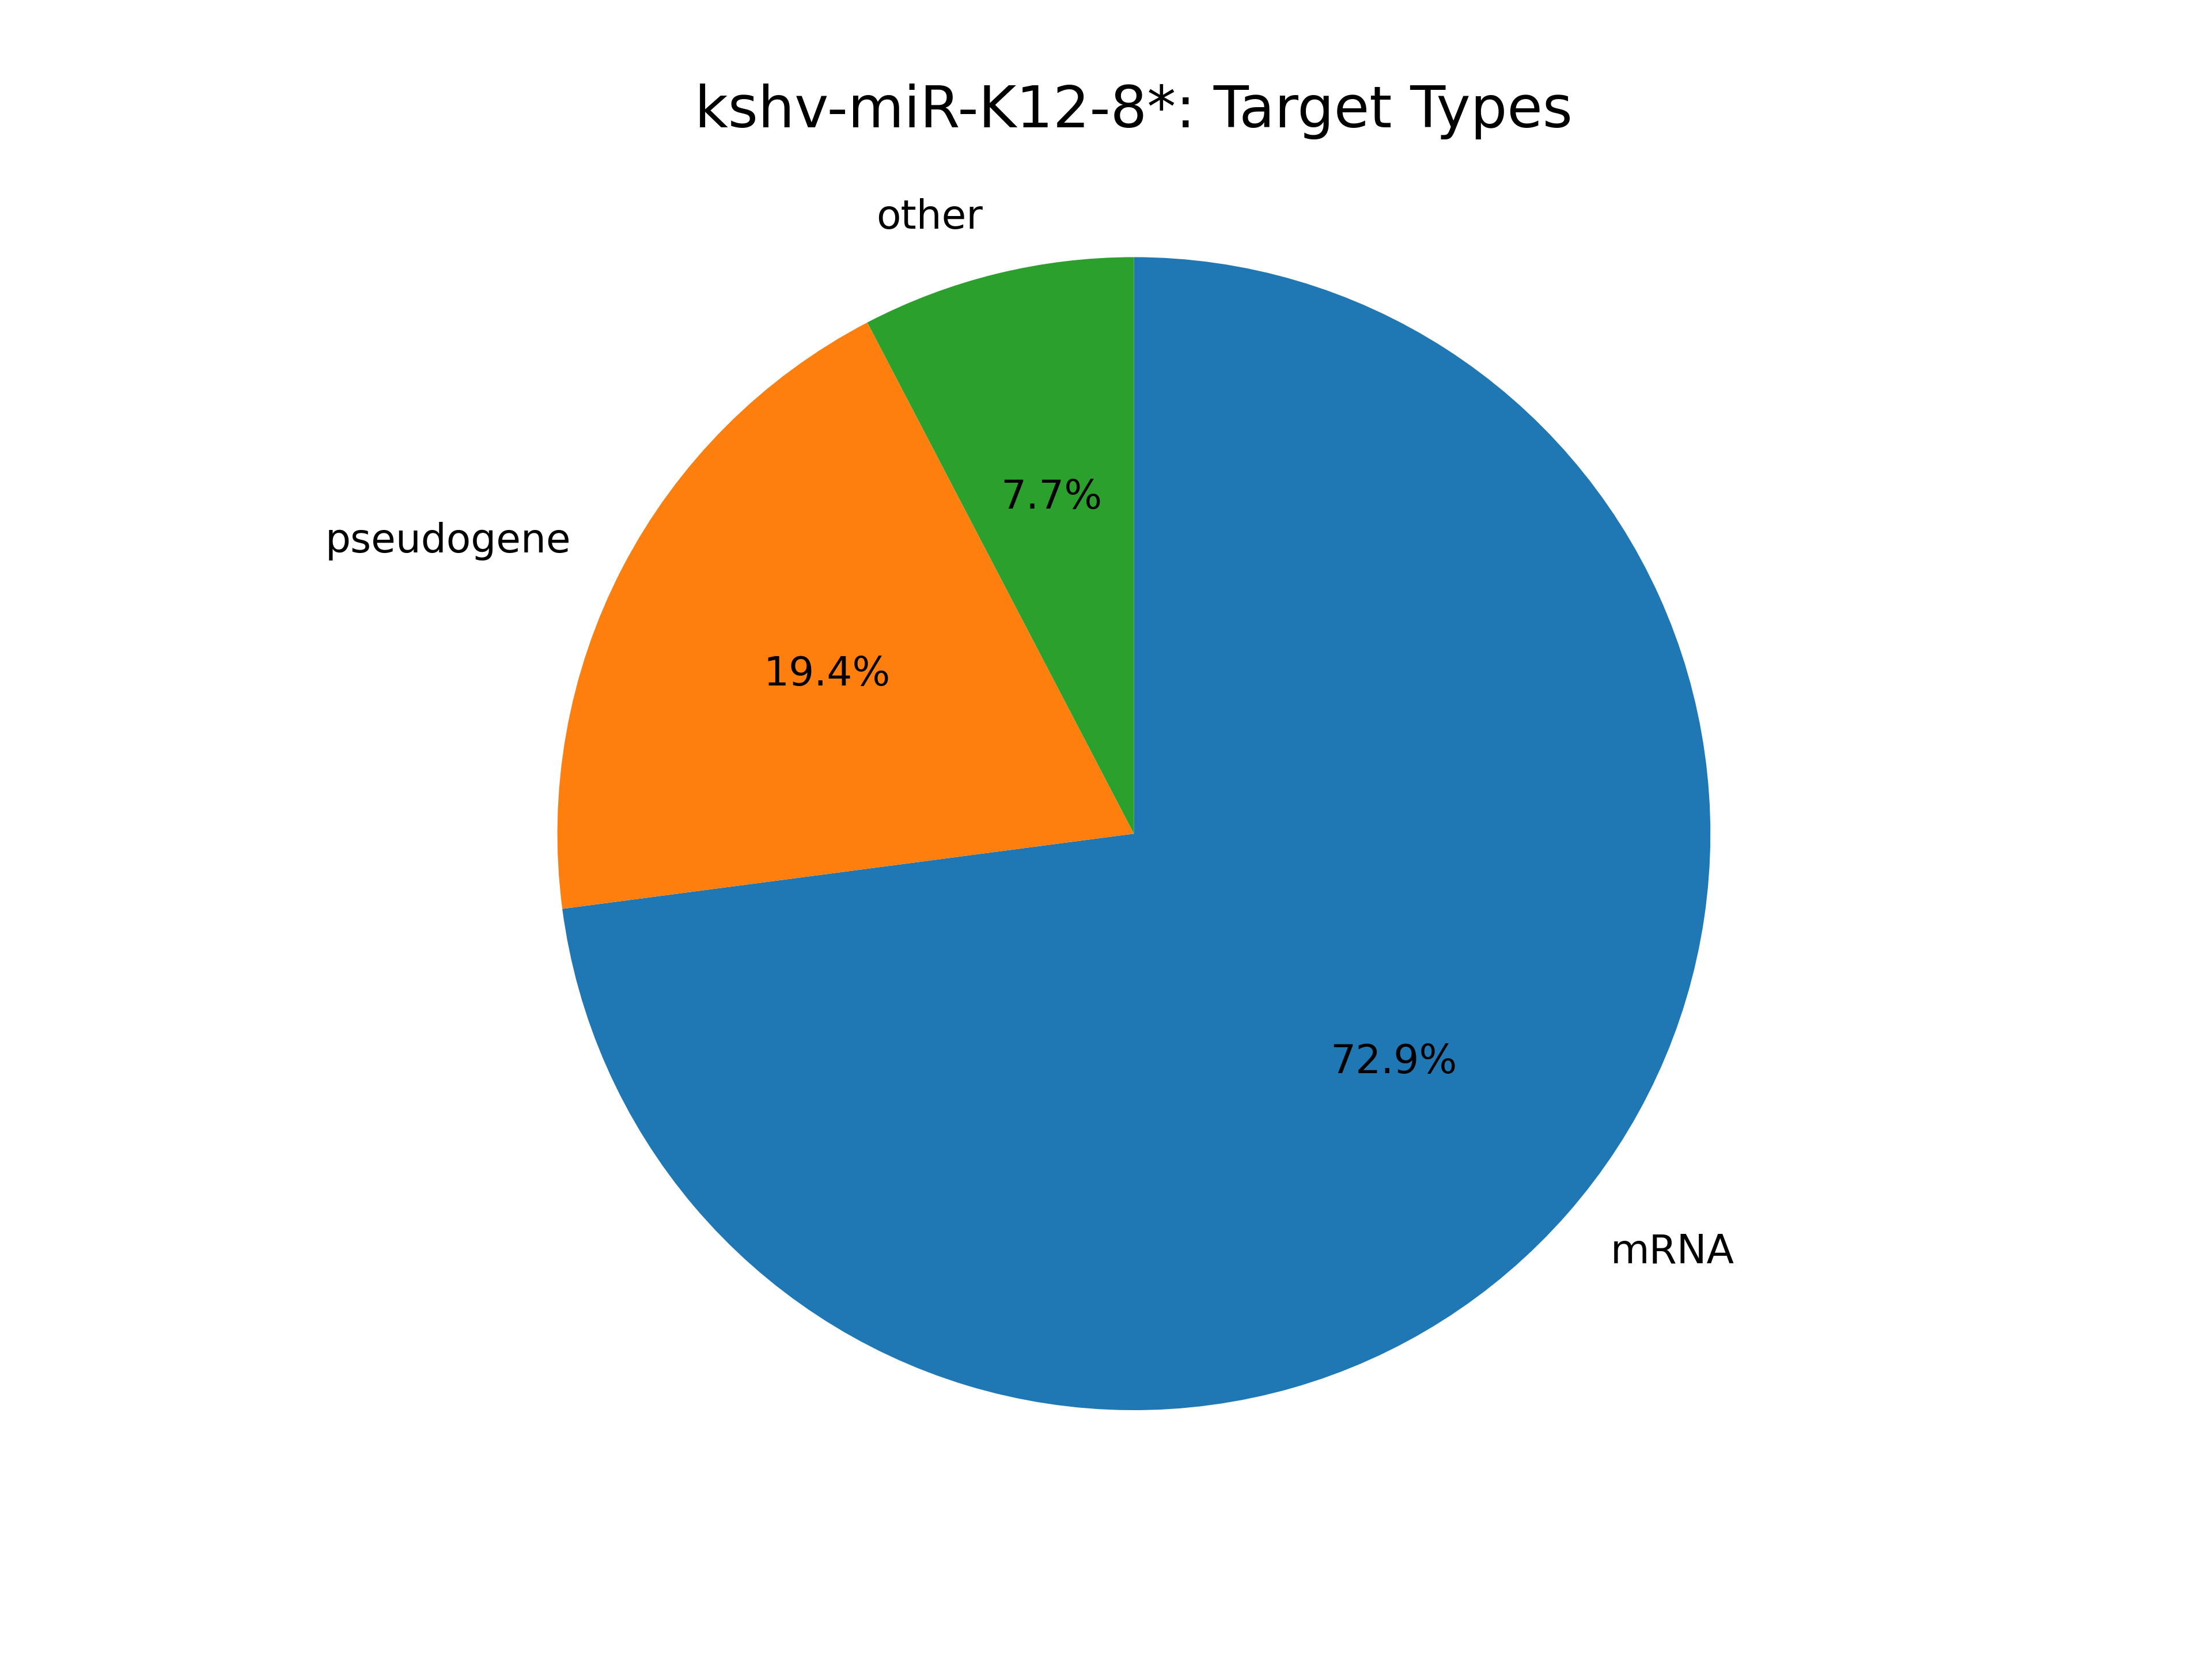 kshv-miR-K12-8*: Target Types
other
7.7%
pseudogene
19.4%
72.9%
mRNA